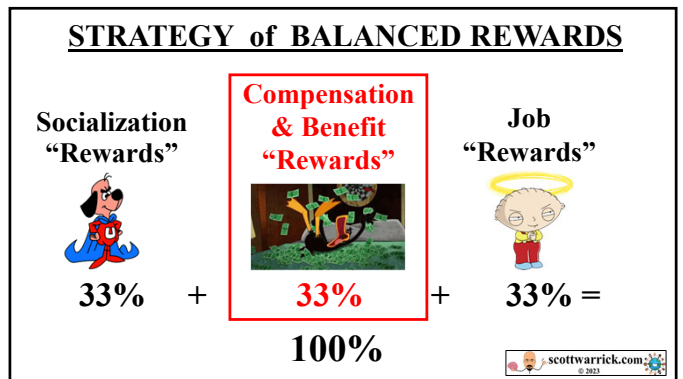 STRATEGY of BALANCED REWARDS
Socialization
“Rewards”
Compensation
& Benefit
“Rewards”
Job
“Rewards”
U
33% + 33% + 33% =
100%
scottwarrick.com
© 2023